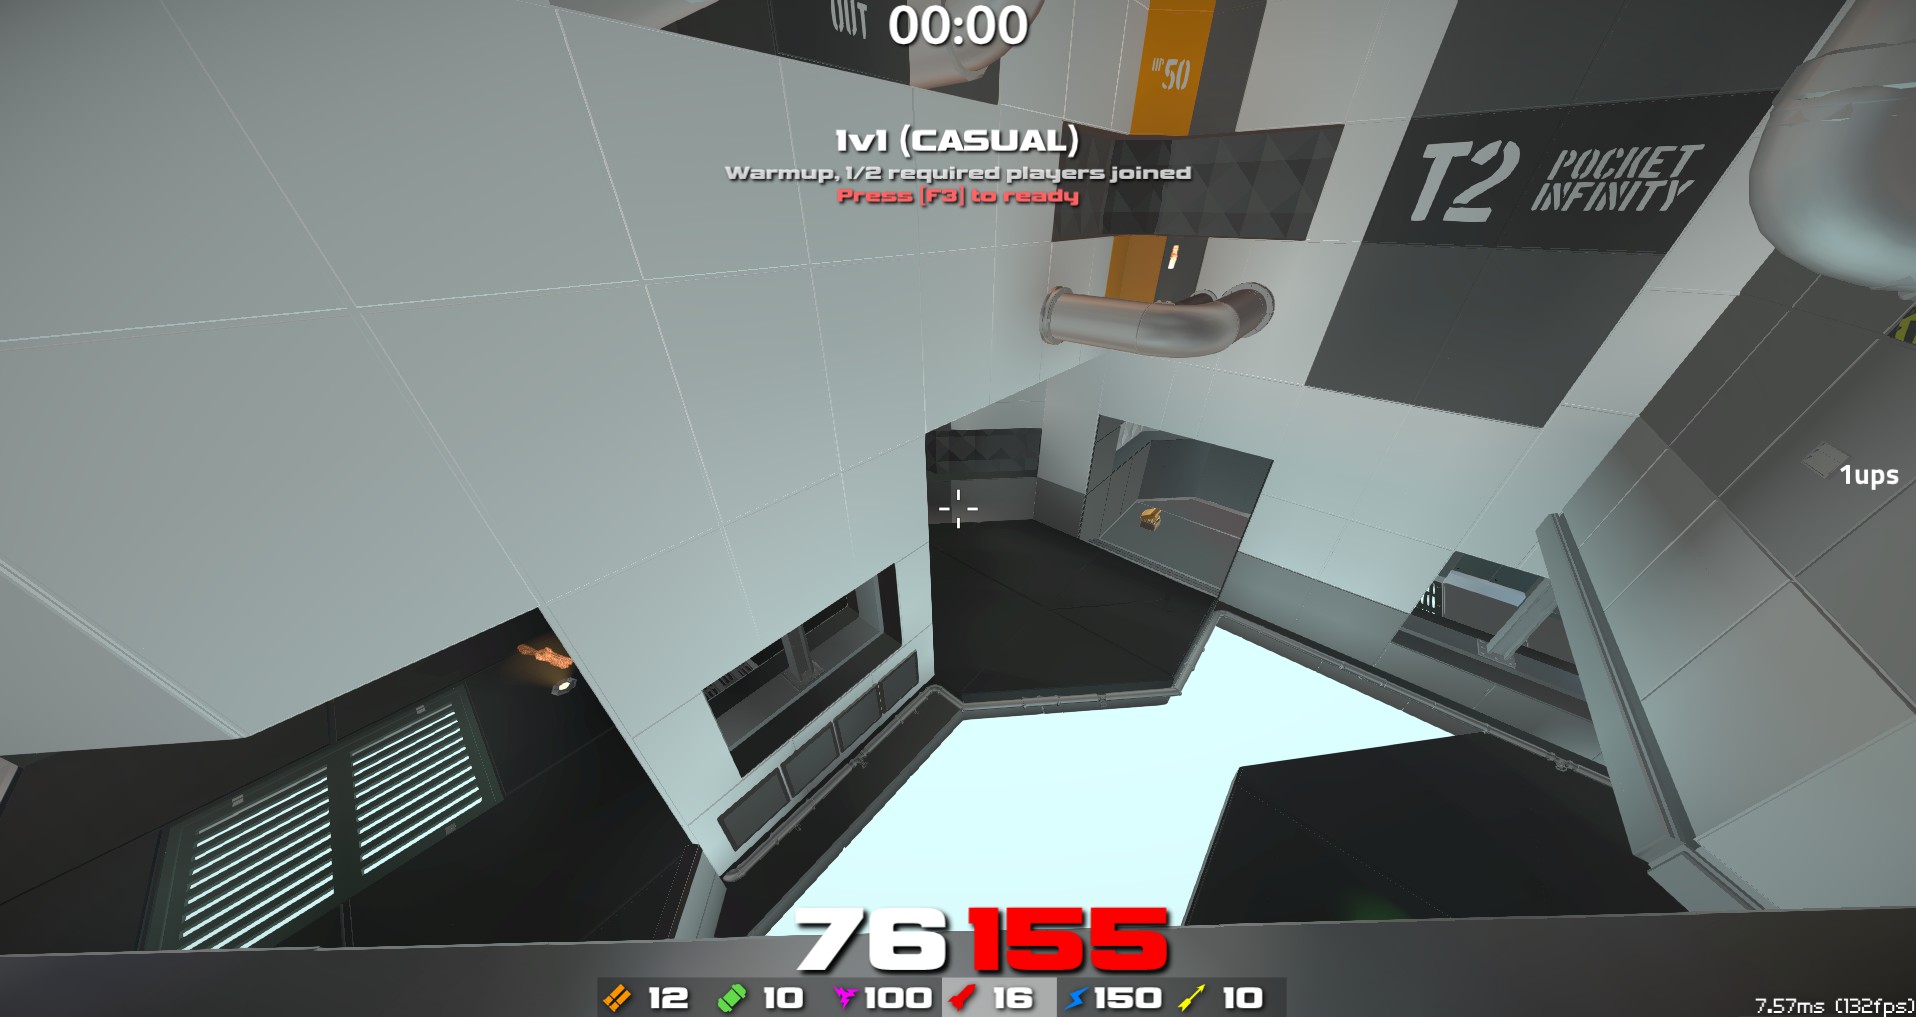 OUT
00:00
UP 50
1v1 (CASUAL)
Warmup, 1/2 required players joined
Press [F3] to ready
T2 POCKET
INFINITY
1ups
76 155
12 10 100 16 150 10
7.57ms (132fps)